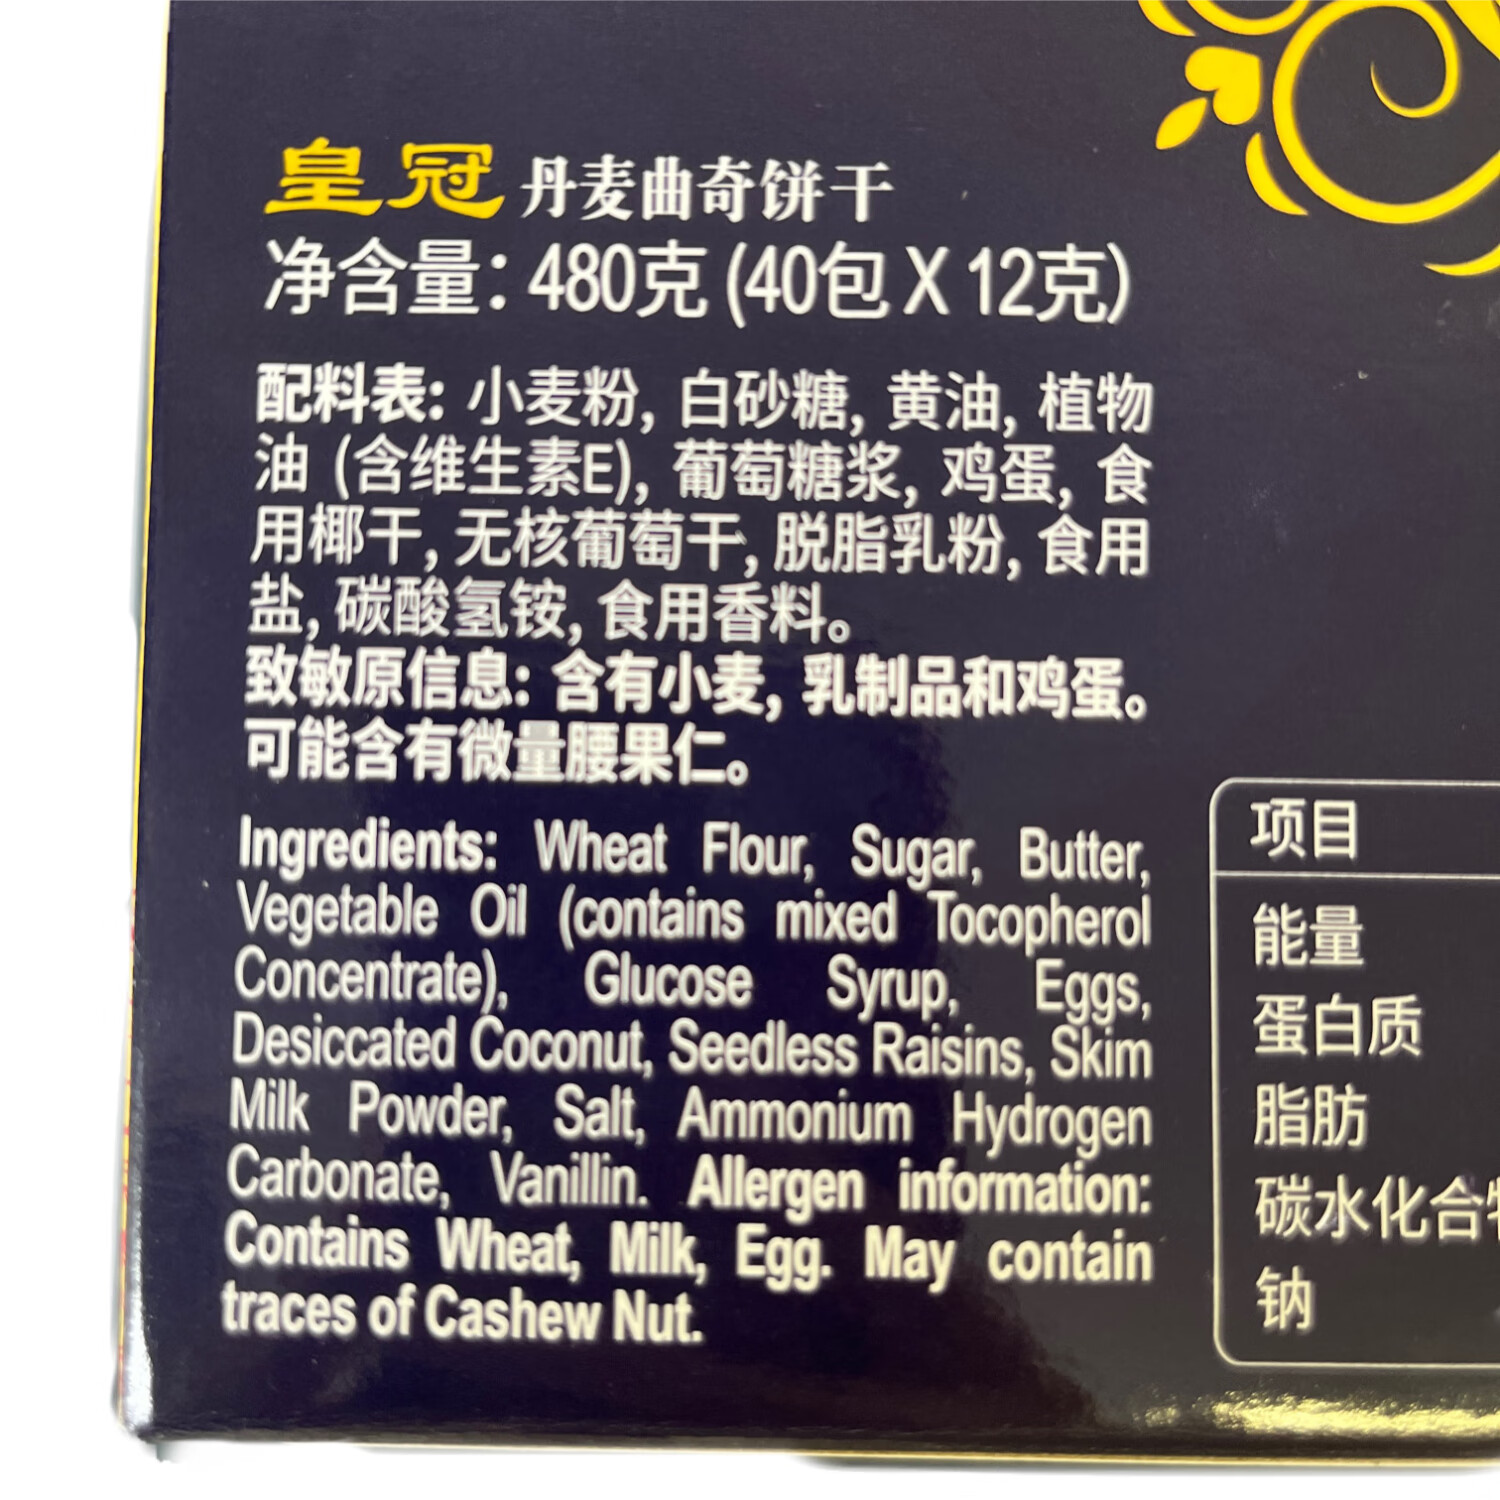 皇冠 丹麦曲奇饼干
净含量：480克 (40包 X 12克)
配料表: 小麦粉, 白砂糖, 黄油, 植物
油 (含维生素E), 葡萄糖浆, 鸡蛋, 食
用椰干, 无核葡萄干, 脱脂乳粉, 食用
盐, 碳酸氢铵, 食用香料。
致敏原信息: 含有小麦, 乳制品和鸡蛋。
可能含有微量腰果仁。
Ingredients: Wheat Flour, Sugar, Butter,
Vegetable Oil (contains mixed Tocopherol
Concentrate), Glucose Syrup, Eggs,
Desiccated Coconut, Seedless Raisins, Skim
Milk Powder, Salt, Ammonium Hydrogen
Carbonate, Vanillin. Allergen information:
Contains Wheat, Milk, Egg. May contain
traces of Cashew Nut.
项目
能量
蛋白质
脂肪
碳水化合
钠